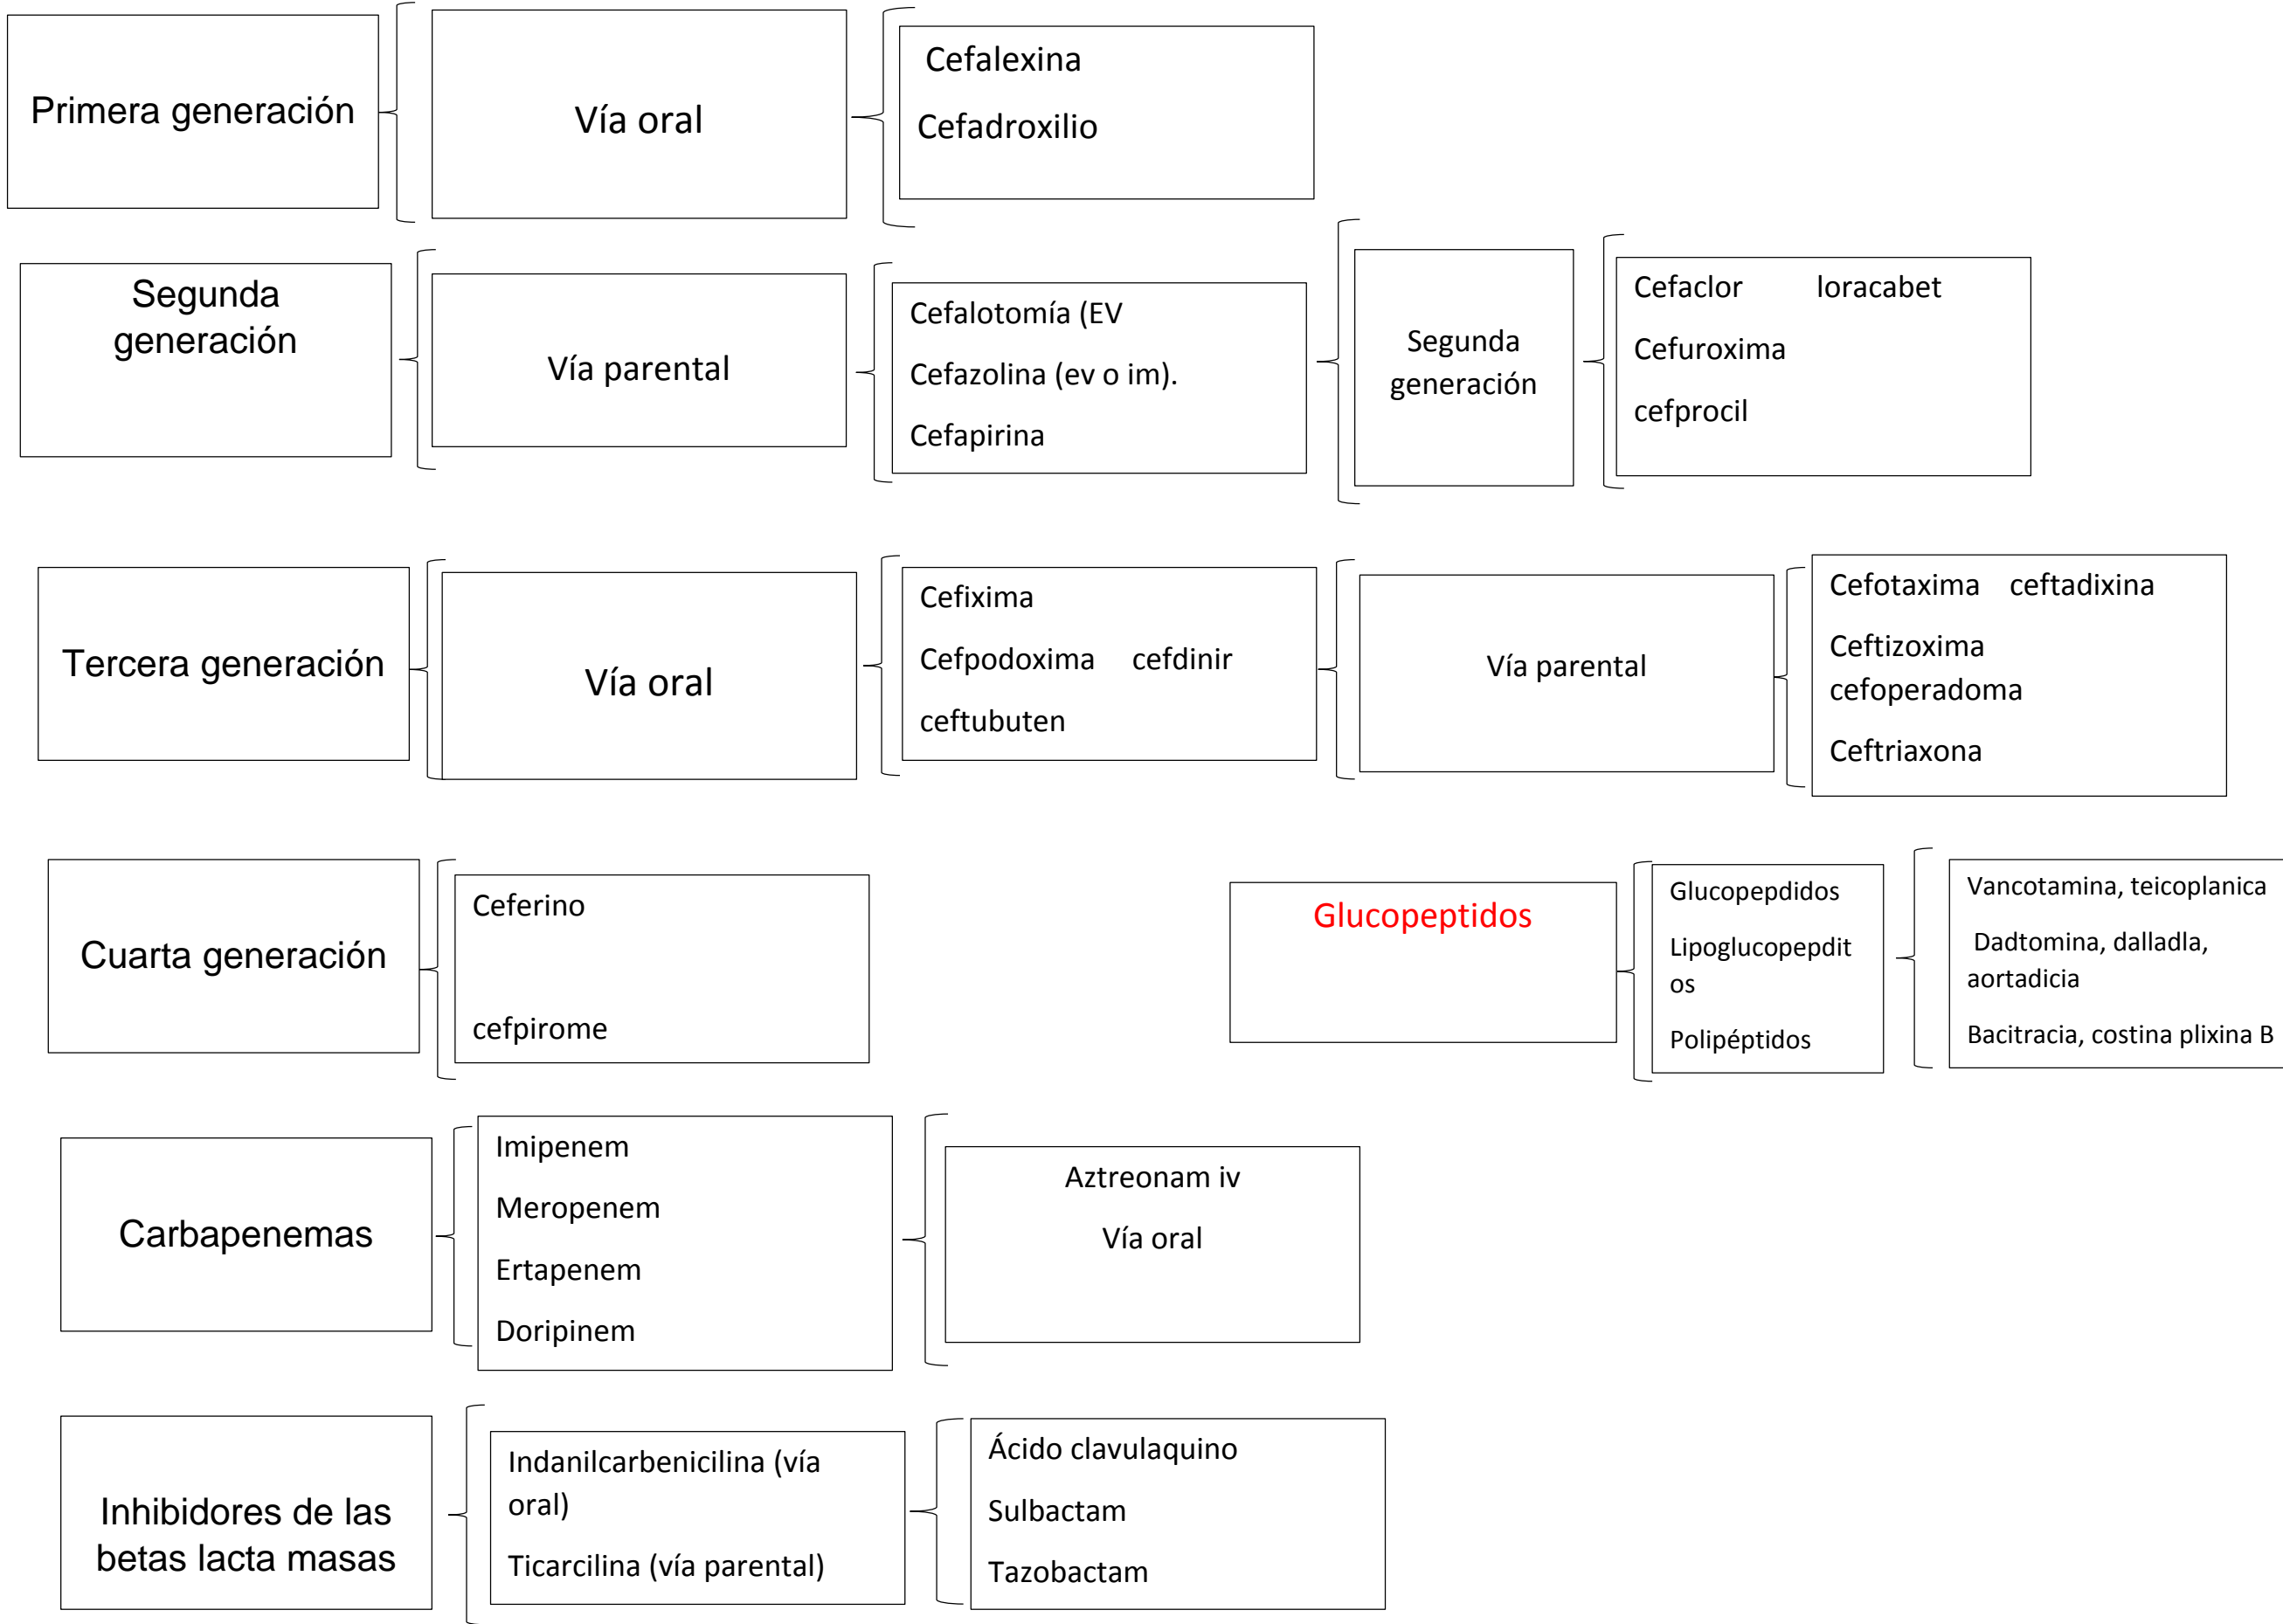 Primera generación
Vía oral
Cefalexina
Cefadroxilio
Segunda
generación
Vía parental
Cefalotomía (EV
Cefazolina (ev o im).
Cefapirina
Segunda
generación
Cefaclor loracabet
Cefuroxima
cefprocil
Tercera generación
Vía oral
Cefixima
Cefpodoxima cefdinir
ceftubuten
Vía parental
Cefotaxima ceftadixina
Ceftizoxima
cefoperadoma
Ceftriaxona
Cuarta generación
Ceferino
cefpirome
Glucopeptidos
Glucopepdidos
Lipoglucopepdit
os
Polipéptidos
Vancotamina, teicoplanica
Dadtomina, dalladla,
aortadicia
Bacitracia, costina plixina B
Carbapenemas
Imipenem
Meropenem
Ertapenem
Doripinem
Aztreonam iv
Vía oral
Inhibidores de las
betas lacta masas
Indanilcarbenicilina (vía
oral)
Ticarcilina (vía parental)
Ácido clavulaquino
Sulbactam
Tazobactam